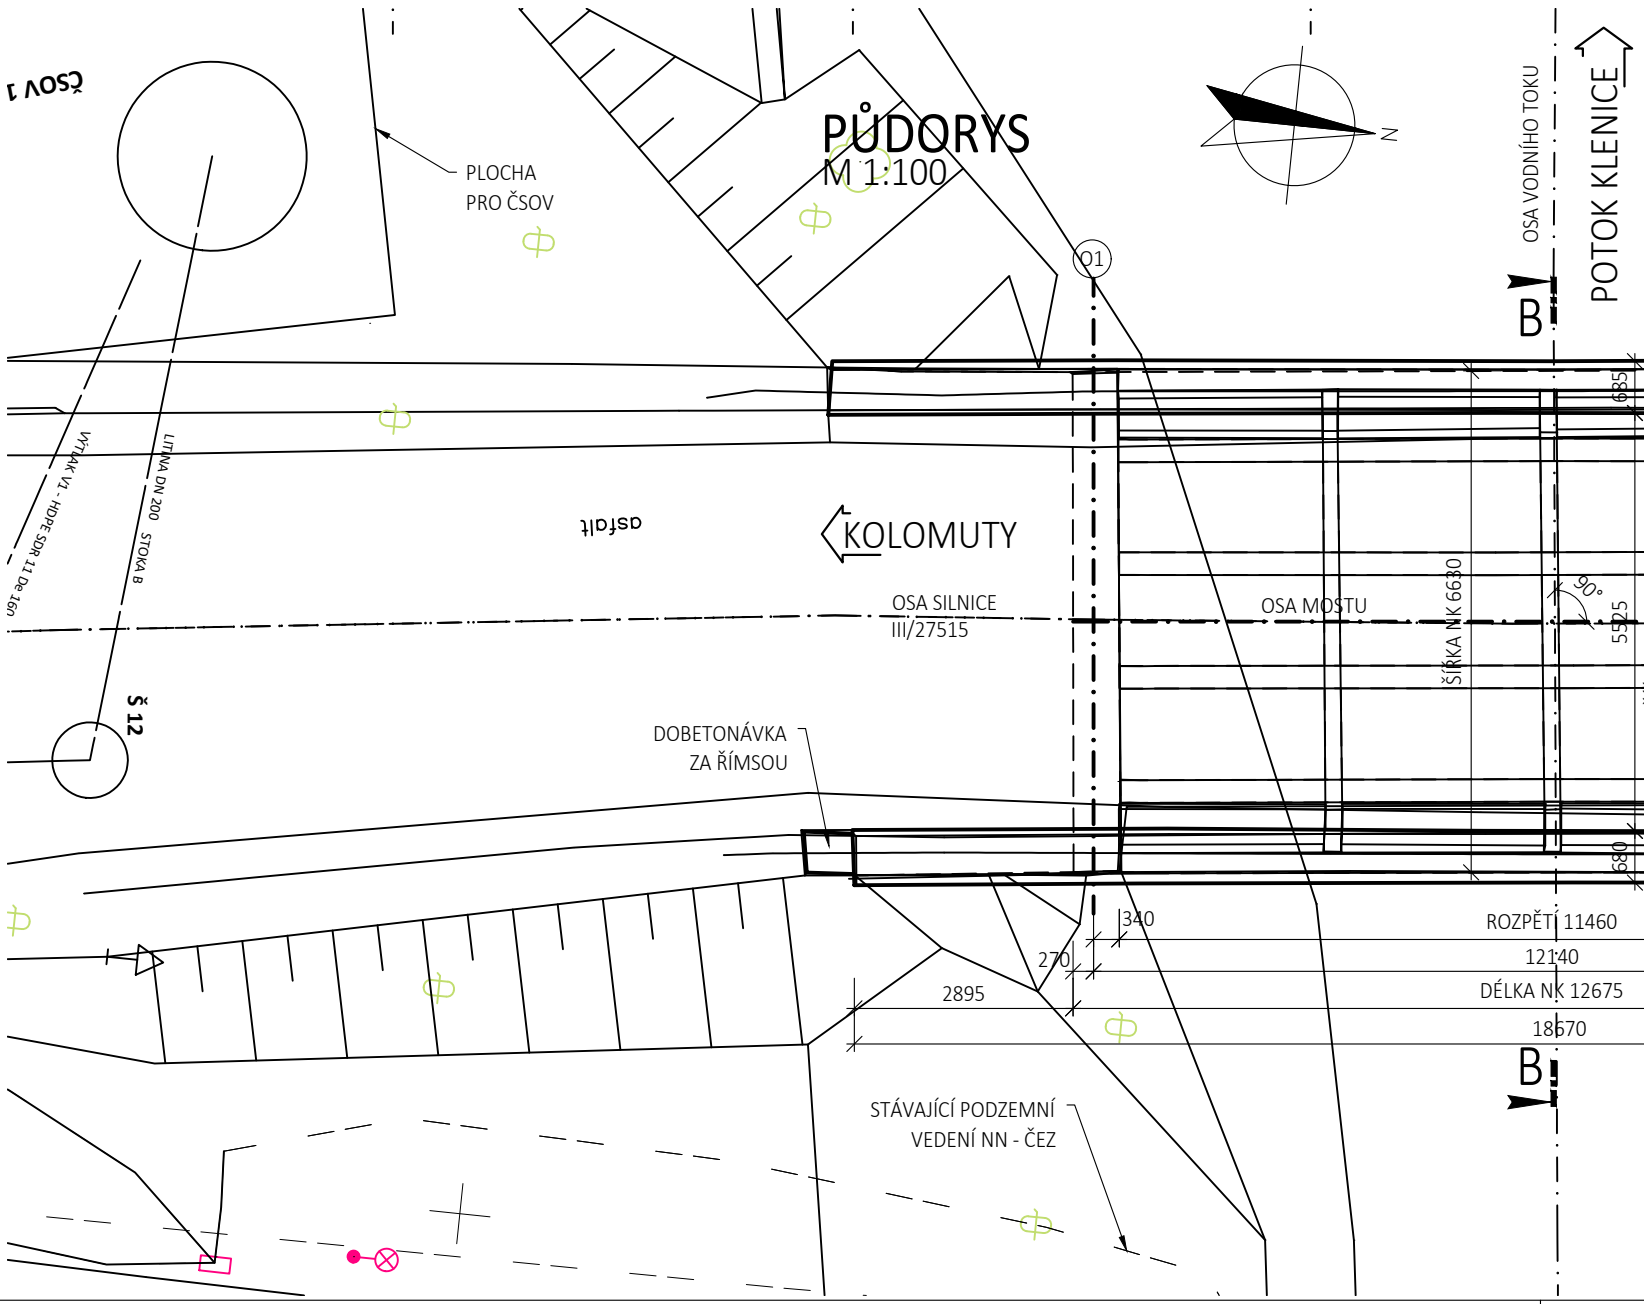 ČSOV 1
PLOCHA
PRO ČSOV
PŮDORYS
M 1:100
N
OSA VODNÍHO TOKU
POTOK KLENICE
O1
B
685
VÝTLAK V1 - HDPE SDR 11 De 160
LITINA DN 200 STOKA B
asfalt
KOLOMUTY
OSA SILNICE
III/27515
OSA MOSTU
ŠÍŘKA NK 6630
90°
5525
Š 12
DOBETONÁVKA
ZA ŘÍMSOU
680
340
ROZPĚTÍ 11460
270
12140
2895
DÉLKA NK 12675
18670
B
STÁVAJÍCÍ PODZEMNÍ
VEDENÍ NN - ČEZ